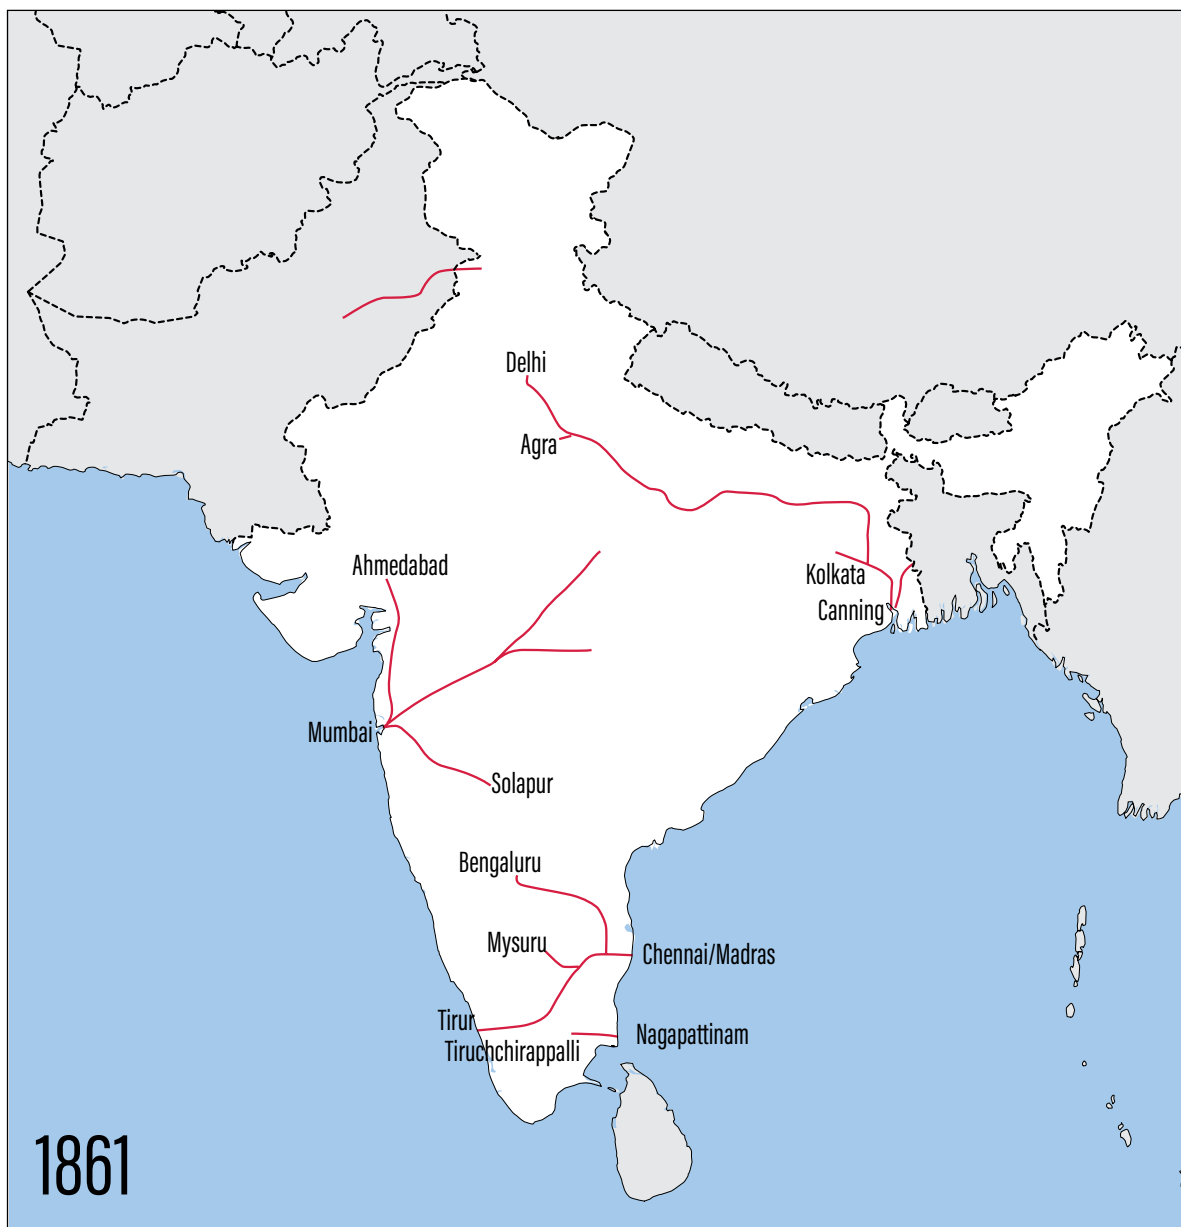 Delhi
Agra
Ahmedabad
Kolkata
Canning
Mumbai
Solapur
Bengaluru
Mysuru
Chennai/Madras
Tirur
Nagapattinam
Tiruchchirappalli
1861